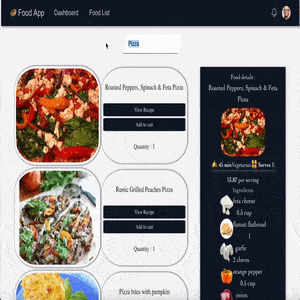 Food App
Dashboard
Food List
Pizza
Roasted Peppers, Spinach & Feta Pizza
View Recipe
Add to cart
Quantity : 1
Rustic Grilled Peaches Pizza
View Recipe
Add to cart
Quantity : 1
Pizza bites with pumpkin
Food details :
Roasted Peppers, Spinach & Feta
Pizza
45 min Vegetarian Serves 1
per serving
Ingredients
feta cheese
0.5 cup
flatout flatbread
1
garlic
2 cloves
orange pepper
0.5 cup
onion